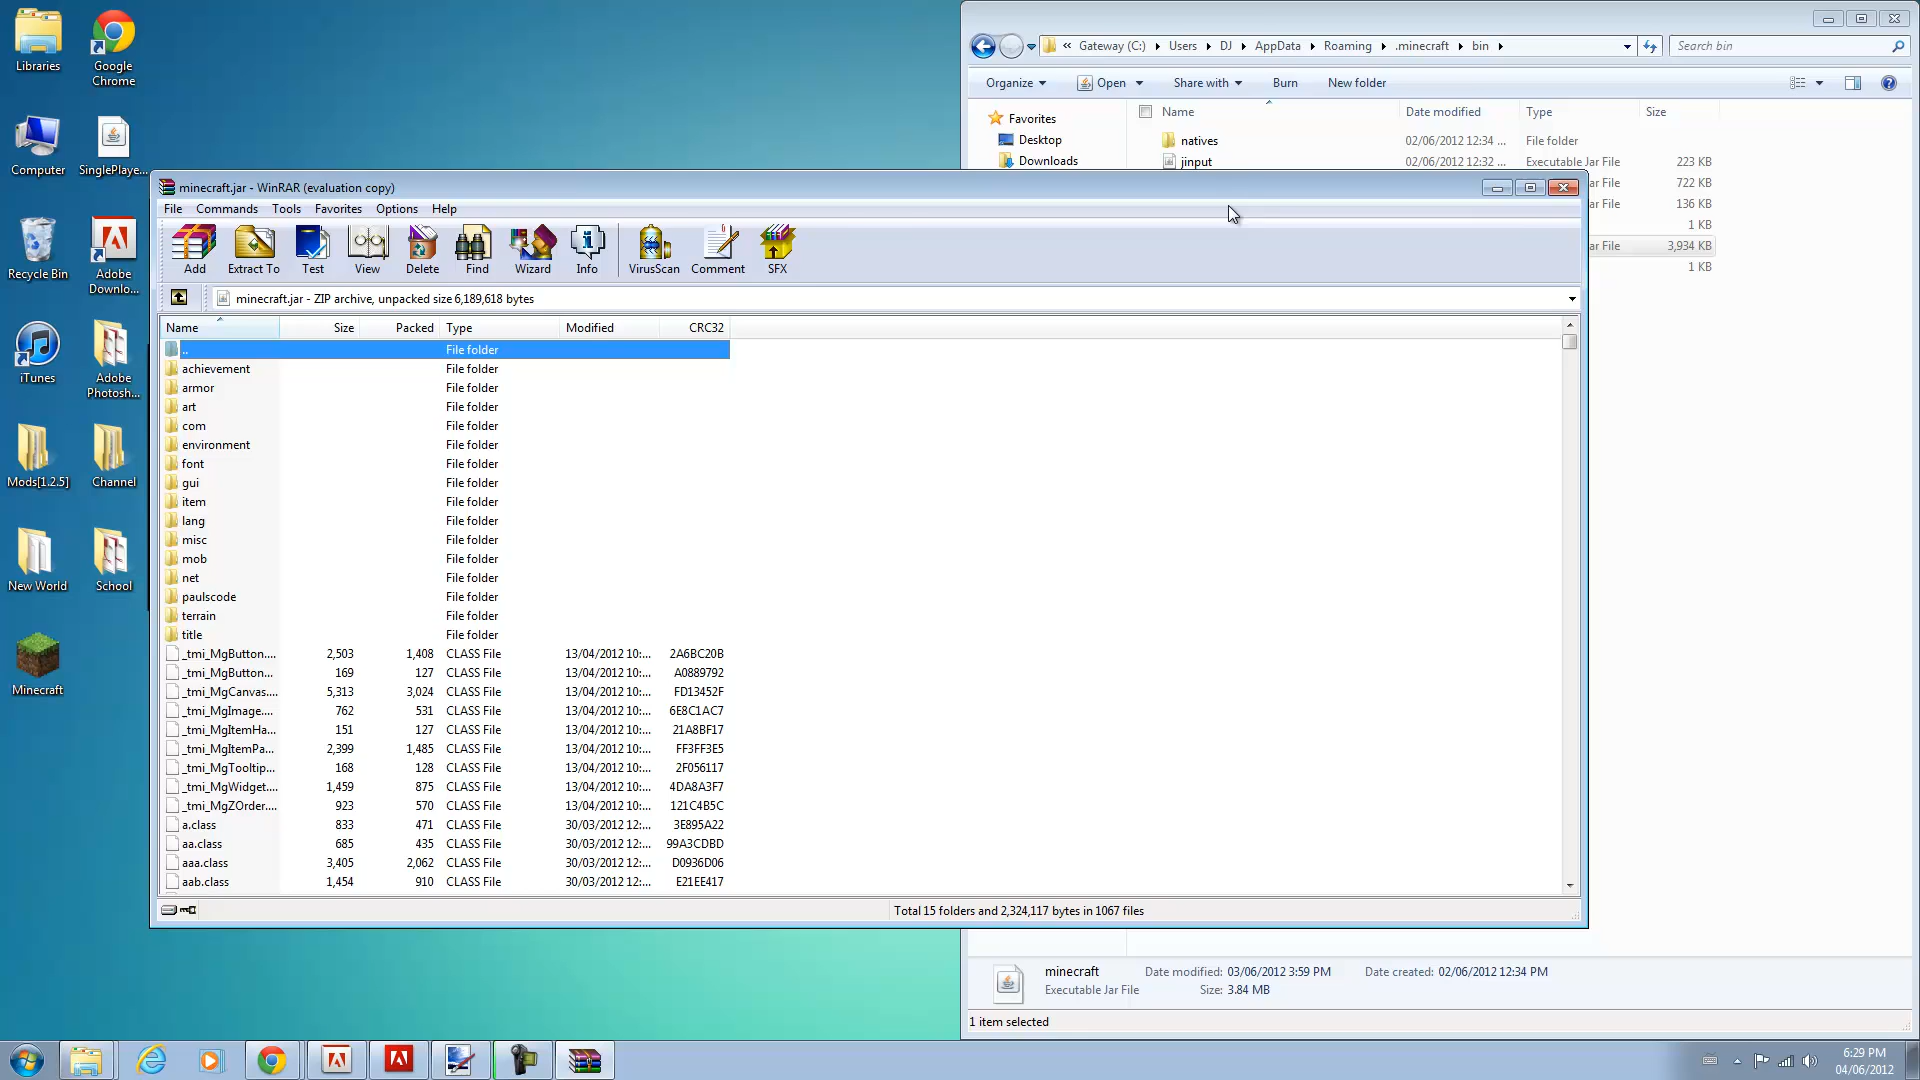 Libraries
Google Chrome
Computer
SinglePlaye...
Recycle Bin
Adobe Downlo...
iTunes
Adobe Photosh...
Mods[1.2.5]
Channel
New World
School
Minecraft
« Gateway (C:) Users DJ AppData Roaming .minecraft bin
Search bin
Organize Open Share with Burn New folder
Favorites
Desktop
Downloads
Name Date modified Type Size
natives 02/06/2012 12:34 ... File folder
jinput 02/06/2012 12:32 ... Executable Jar File 223 KB
ar File 722 KB
ar File 136 KB
1 KB
ar File 3,934 KB
1 KB
minecraft.jar - WinRAR (evaluation copy)
File Commands Tools Favorites Options Help
Add Extract To Test View Delete Find Wizard Info VirusScan Comment SFX
minecraft.jar - ZIP archive, unpacked size 6,189,618 bytes
Name Size Packed Type Modified CRC32
.. File folder
achievement File folder
armor File folder
art File folder
com File folder
environment File folder
font File folder
gui File folder
item File folder
lang File folder
misc File folder
mob File folder
net File folder
paulscode File folder
terrain File folder
title File folder
_tmi_MgButton.... 2,503 1,408 CLASS File 13/04/2012 10:... 2A6BC20B
_tmi_MgButton... 169 127 CLASS File 13/04/2012 10:... A0889792
_tmi_MgCanvas.... 5,313 3,024 CLASS File 13/04/2012 10:... FD13452F
_tmi_MgImage.... 762 531 CLASS File 13/04/2012 10:... 6E8C1AC7
_tmi_MgItemHa... 151 127 CLASS File 13/04/2012 10:... 21A8BF17
_tmi_MgItemPa... 2,399 1,485 CLASS File 13/04/2012 10:... FF3FF3E5
_tmi_MgTooltip... 168 128 CLASS File 13/04/2012 10:... 2F056117
_tmi_MgWidget.... 1,459 875 CLASS File 13/04/2012 10:... 4DA8A3F7
_tmi_MgZOrder.... 923 570 CLASS File 13/04/2012 10:... 121C4B5C
a.class 833 471 CLASS File 30/03/2012 12:... 3E895A22
aa.class 685 435 CLASS File 30/03/2012 12:... 99A3CDBD
aaa.class 3,405 2,062 CLASS File 30/03/2012 12:... D0936D06
aab.class 1,454 910 CLASS File 30/03/2012 12:... E21EE417
Total 15 folders and 2,324,117 bytes in 1067 files
minecraft Date modified: 03/06/2012 3:59 PM Date created: 02/06/2012 12:34 PM
Executable Jar File Size: 3.84 MB
1 item selected
6:29 PM
04/06/2012